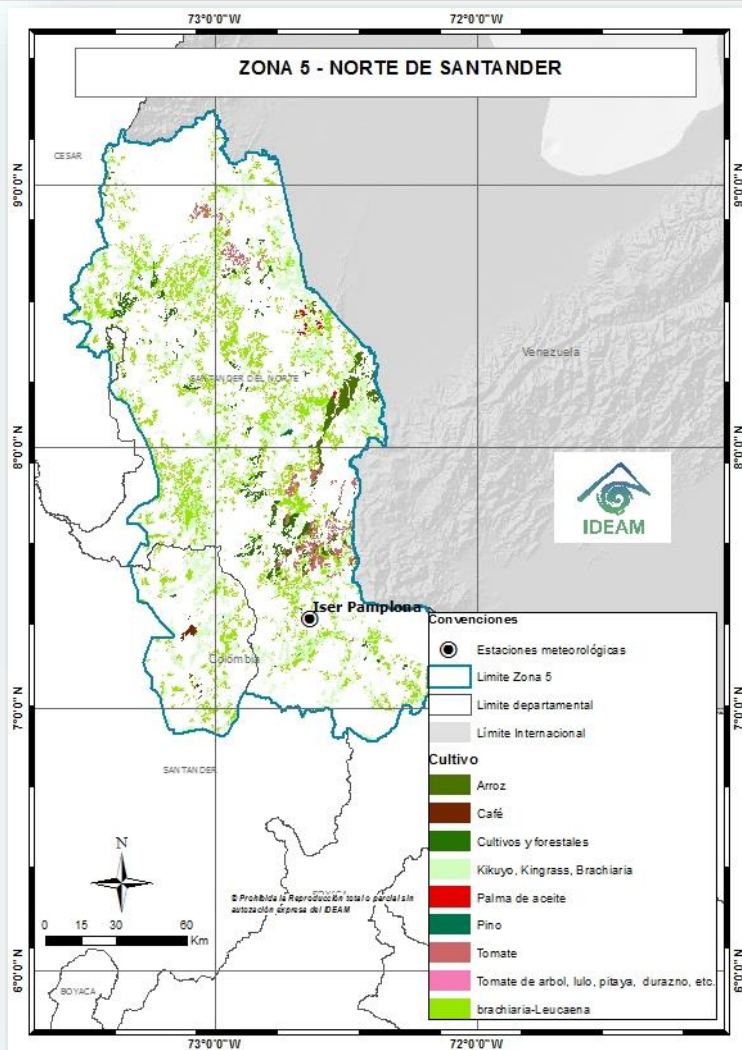 73°0'0"W 72°0'0"W
ZONA 5 - NORTE DE SANTANDER
CESAR
9°0'0"N 9°0'0"N
Venezuela
SANTANDER DEL NORTE
8°0'0"N 8°0'0"N
IDEAM
Iser Pamplona
Colombia
7°0'0"N 7°0'0"N
SANTANDER
Convenciones
Estaciones meteorológicas
Limite Zona 5
Limite departamental
Límite Internacional
Cultivo
Arroz
Café
Cultivos y forestales
Kikuyo, Kingrass, Brachiaria
Palma de aceite
Pino
Tomate
Tomate de arbol, lulo, pitaya, durazno, etc.
brachiaria-Leucaena
N
0 15 30 60
Km
© Prohibida la Reproducción total o parcial sin
autozación expresa del IDEAM
6°0'0"N 6°0'0"N
BOYACA
73°0'0"W 72°0'0"W